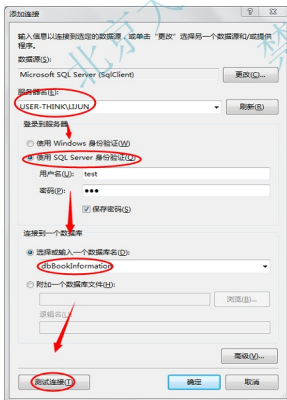 添加连接
输入信息以连接到选定的数据源，或单击“更改”选择另一个数据源和/或提供
程序。
数据源(S):
Microsoft SQL Server (SqlClient)
更改(C)...
服务器名(E):
USER-THINK\LIJUN
刷新(R)
登录到服务器
使用 Windows 身份验证(W)
使用 SQL Server 身份验证(Q)
用户名(U): test
密码(P): ●●●
保存密码(S)
连接到一个数据库
选择或输入一个数据库名(D):
dbBookInformation
附加一个数据库文件(H):
浏览(B)...
逻辑名(L):
高级(V)...
测试连接(T)
确定
取消
北京